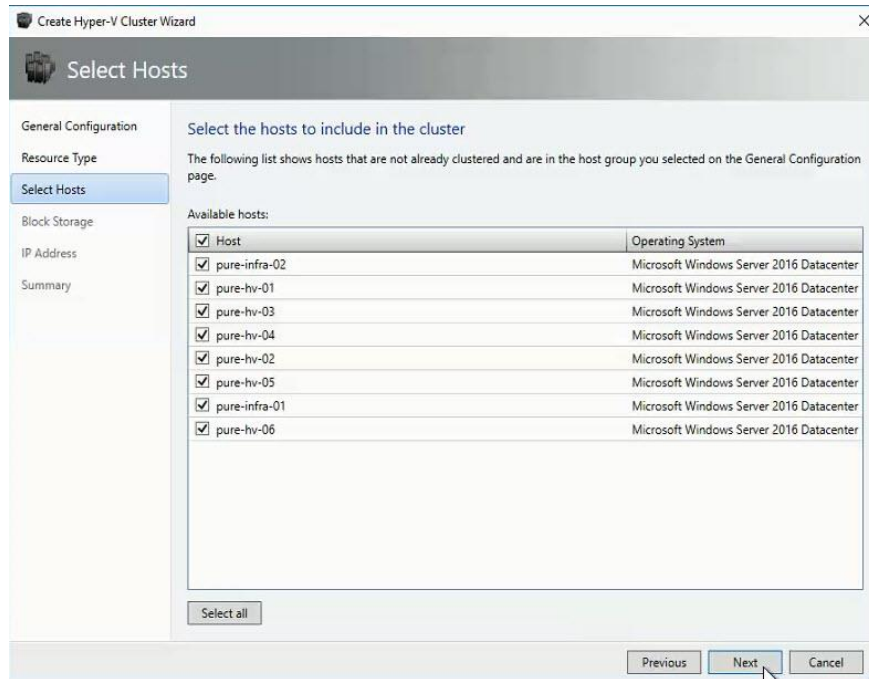 Create Hyper-V Cluster Wizard
Select Hosts
General Configuration
Resource Type
Select Hosts
Block Storage
IP Address
Summary
Select the hosts to include in the cluster
The following list shows hosts that are not already clustered and are in the host group you selected on the General Configuration
page.
Available hosts:
Host Operating System
pure-infra-02 Microsoft Windows Server 2016 Datacenter
pure-hv-01 Microsoft Windows Server 2016 Datacenter
pure-hv-03 Microsoft Windows Server 2016 Datacenter
pure-hv-04 Microsoft Windows Server 2016 Datacenter
pure-hv-02 Microsoft Windows Server 2016 Datacenter
pure-hv-05 Microsoft Windows Server 2016 Datacenter
pure-infra-01 Microsoft Windows Server 2016 Datacenter
pure-hv-06 Microsoft Windows Server 2016 Datacenter
Select all
Previous Next Cancel